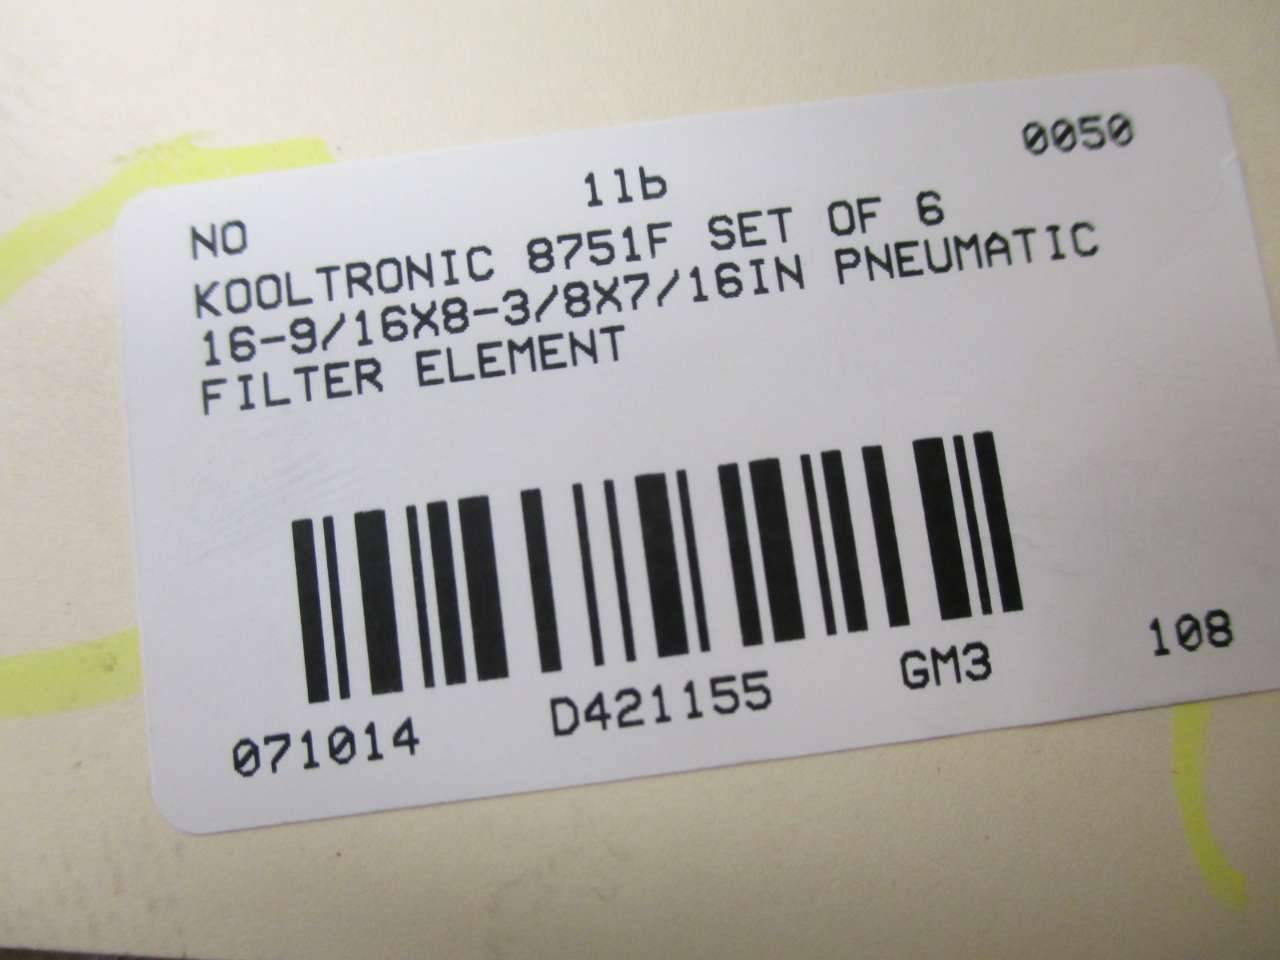 NO 1lb 0050
KOOLTRONIC 8751F SET OF 6
16-9/16X8-3/8X7/16IN PNEUMATIC
FILTER ELEMENT
071014 D421155 GM3 108